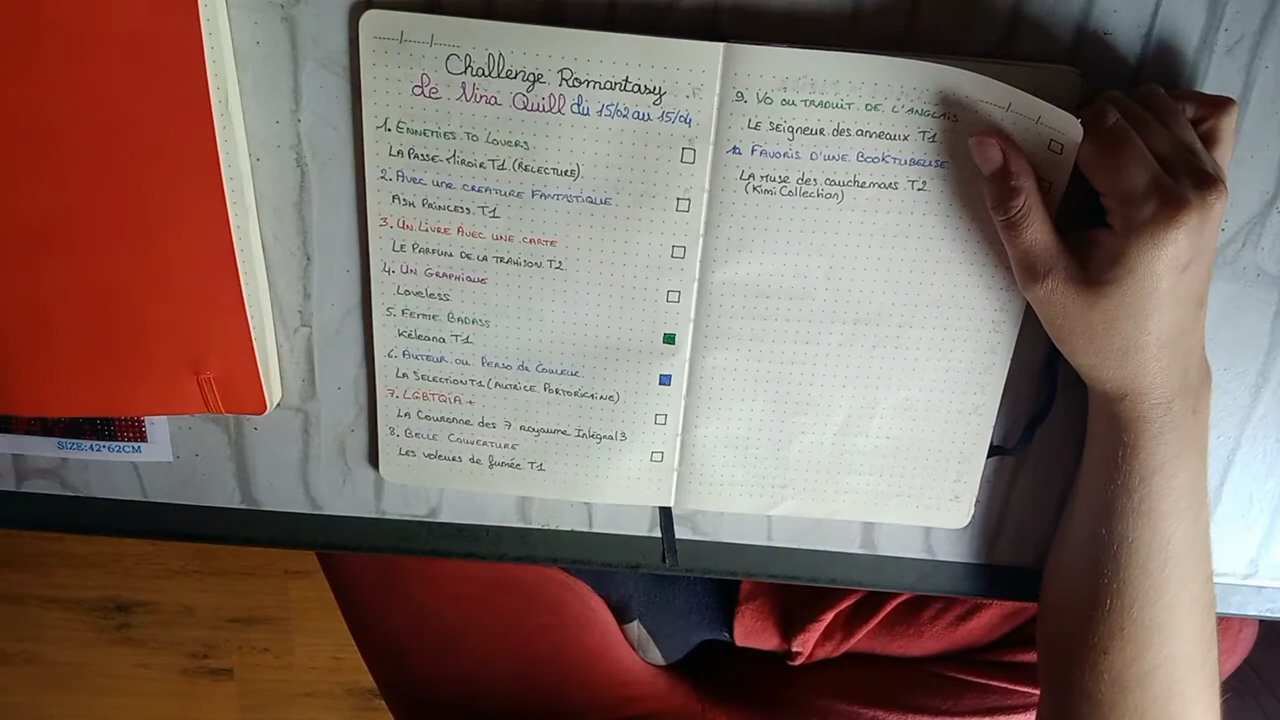 Challenge Romantasy
de Nina Quill du 15/02 au 15/04.
1. ENNEMIES TO LOVERS.
LA PASSE-MIROIR T1 (RELECTURE)
2. AVEC UNE CREATURE FANTASTIQUE
ASH PRINCESS T1
3. UN LIVRE AVEC UNE CARTE
LE PARFUM DE LA TRAHISON T2
4. UN GRAPHIQUE
Loveless
5. FEMME BADASS
Keleana T1
6. AUTEUR OU PERSO de COULEUR.
LA SELECTION T1 (AUTRICE PORTORICAINE)
7. LGBTQIA+
LA COURONNE des 7 royaume Intégral 3
8. BELLE COUVERTURE
Les voleurs de fumée T1
9. VO OU TRADUIT DE L'ANGLAIS
LE SEIGNEUR des anneaux T1
10. FAVORIS D'UNE BOOKTUBEUSE
LA MUSE des cauchemars T2
(Kimi Collection)
SIZE:42*62CM